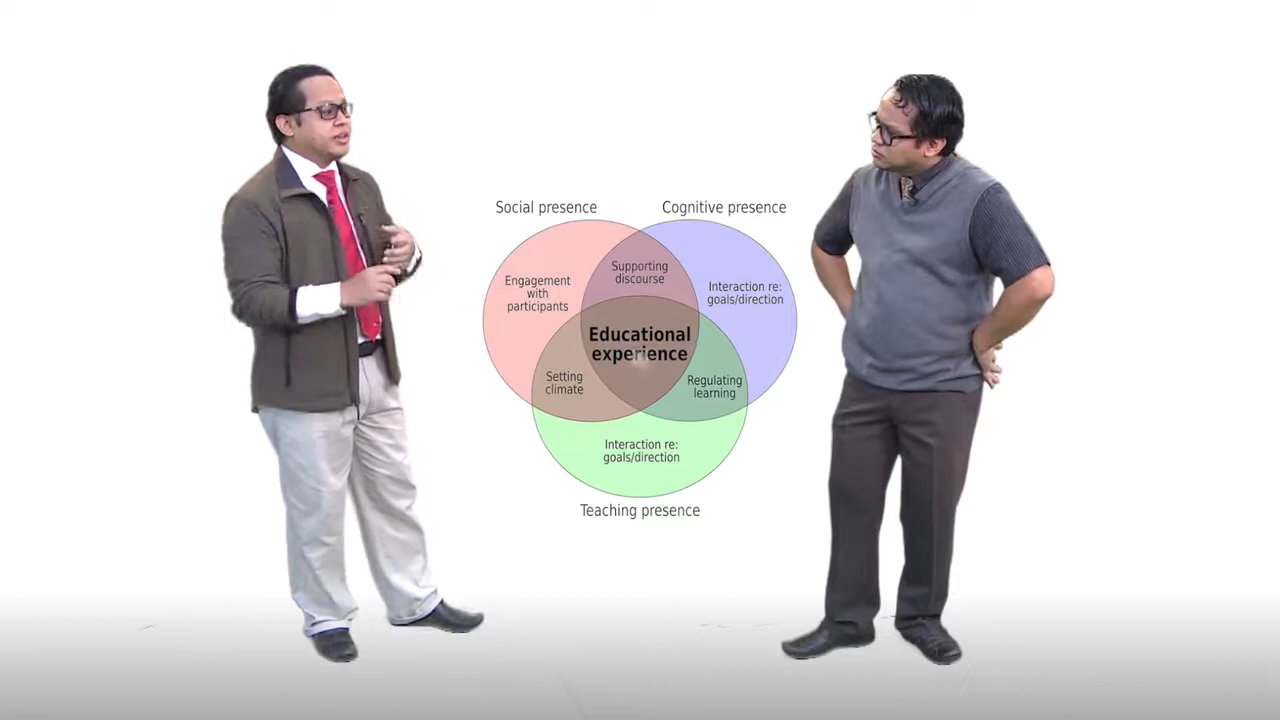 Social presence
Cognitive presence
Supporting
discourse
Engagement
with
participants
Interaction re:
goals/direction
Educational
experience
Setting
climate
Regulating
learning
Interaction re:
goals/direction
Teaching presence